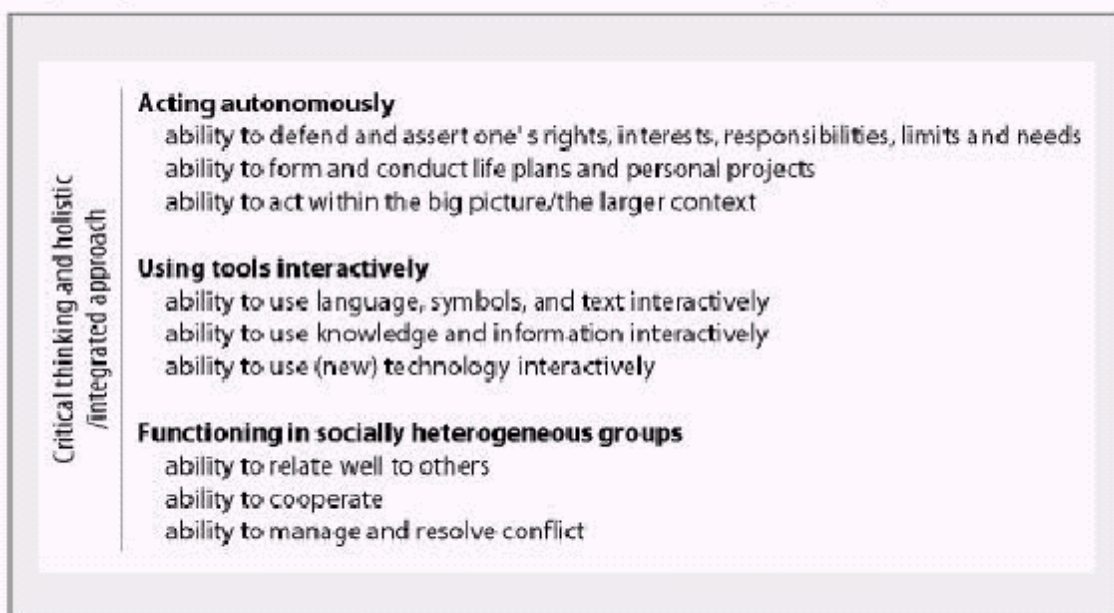 Critical thinking and holistic
/integrated approach
Acting autonomously
ability to defend and assert one's rights, interests, responsibilities, limits and needs
ability to form and conduct life plans and personal projects
ability to act within the big picture/the larger context
Using tools interactively
ability to use language, symbols, and text interactively
ability to use knowledge and information interactively
ability to use (new) technology interactively
Functioning in socially heterogeneous groups
ability to relate well to others
ability to cooperate
ability to manage and resolve conflict